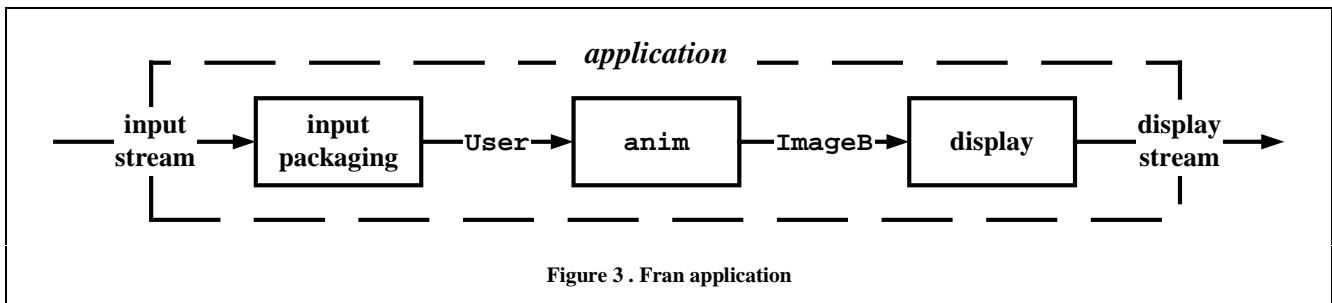 application
input
stream
input
packaging
User
anim
ImageB
display
display
stream
Figure 3 . Fran application